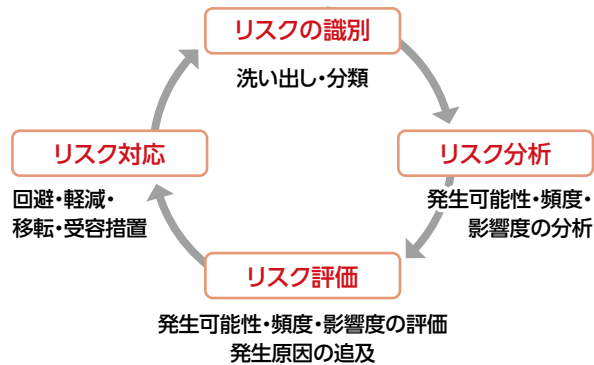 リスクの識別
洗い出し・分類
リスク分析
発生可能性・頻度・
影響度の分析
リスク評価
発生可能性・頻度・影響度の評価
発生原因の追及
リスク対応
回避・軽減・
移転・受容措置